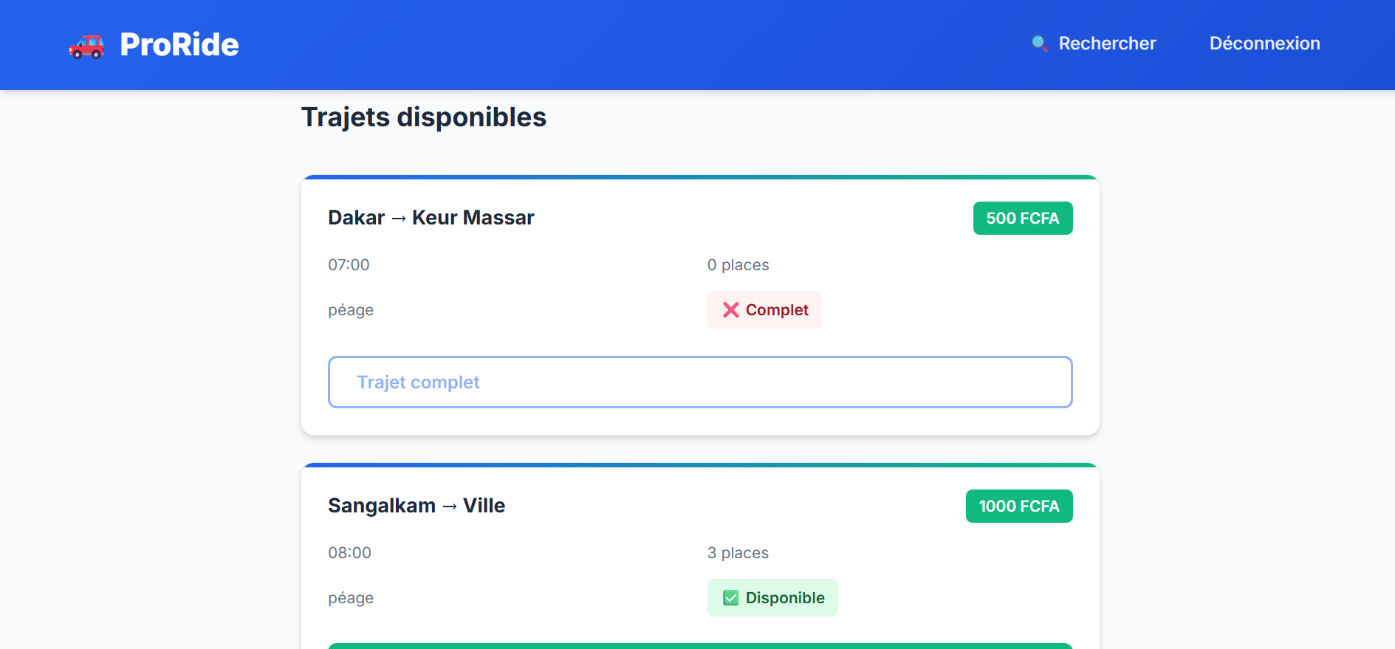 ProRide
Rechercher
Déconnexion
Trajets disponibles
Dakar → Keur Massar
500 FCFA
07:00
0 places
péage
❌ Complet
Trajet complet
Sangalkam → Ville
1000 FCFA
08:00
3 places
péage
✅ Disponible